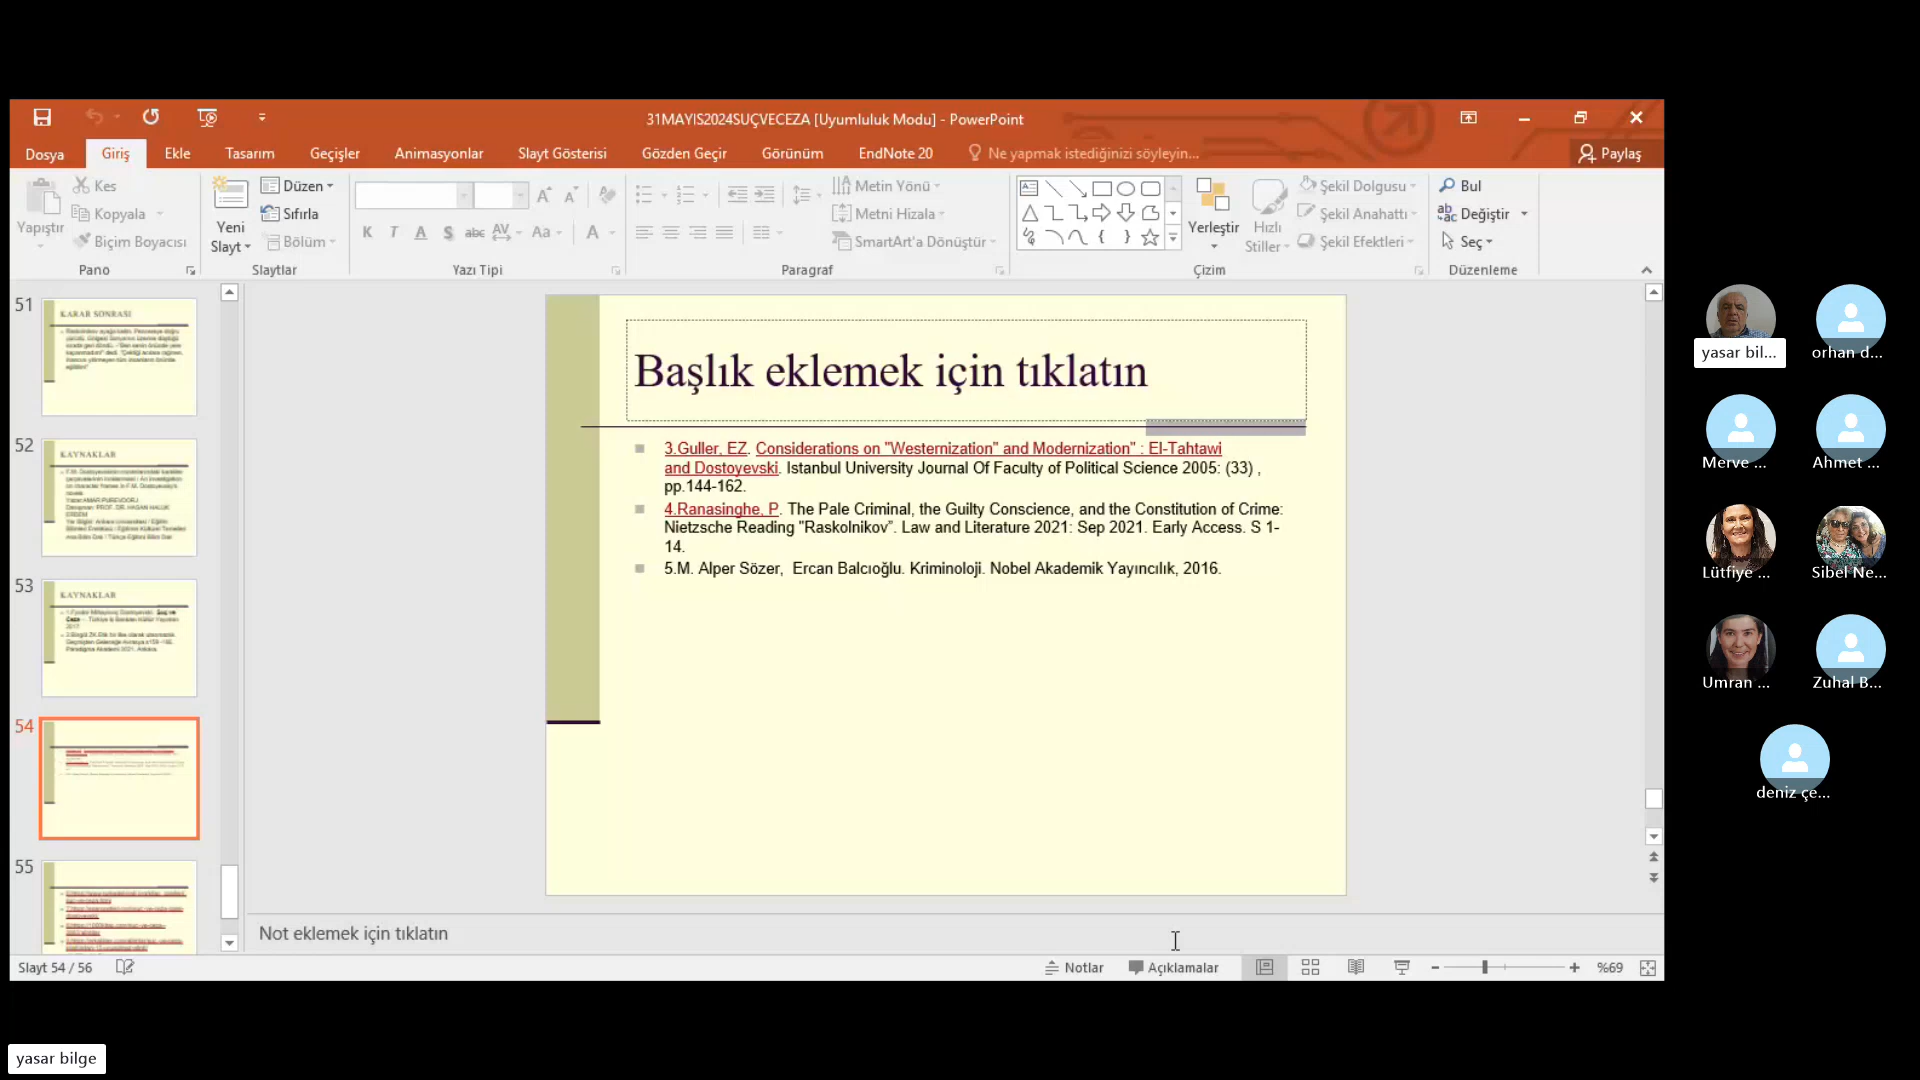 31MAYIS2024SUÇVECEZA [Uyumluluk Modu] - PowerPoint
Dosya Giriş Ekle Tasarım Geçişler Animasyonlar Slayt Gösterisi Gözden Geçir Görünüm EndNote 20 Ne yapmak istediğinizi söyleyin... Paylaş
Yapıştır
Kes
Kopyala
Biçim Boyacısı
Pano
Yeni
Slayt
Düzen
Sıfırla
Bölüm
Slaytlar
K T A S abc AV Aa A
Yazı Tipi
Metin Yönü
Metni Hizala
SmartArt'a Dönüştür
Paragraf
Yerleştir
Hızlı
Stiller
Şekil Dolgusu
Şekil Anahattı
Şekil Efektleri
Çizim
Bul
Değiştir
Seç
Düzenleme
51
KARAR SONRASI
52
KAYNAKLAR
53
KAYNAKLAR
54
55
Başlık eklemek için tıklatın
3.Guller, EZ. Considerations on "Westernization" and Modernization" : El-Tahtawi
and Dostoyevski. Istanbul University Journal Of Faculty of Political Science 2005: (33) ,
pp.144-162.
4.Ranasinghe, P. The Pale Criminal, the Guilty Conscience, and the Constitution of Crime:
Nietzsche Reading "Raskolnikov”. Law and Literature 2021: Sep 2021. Early Access. S 1-
14.
5.M. Alper Sözer, Ercan Balcıoğlu. Kriminoloji. Nobel Akademik Yayıncılık, 2016.
Not eklemek için tıklatın
Slayt 54 / 56
Notlar
Açıklamalar
%69
yasar bil...
orhan d...
Merve ...
Ahmet ...
Lütfiye ...
Sibel Ne...
Umran ...
Zuhal B...
deniz çe...
yasar bilge